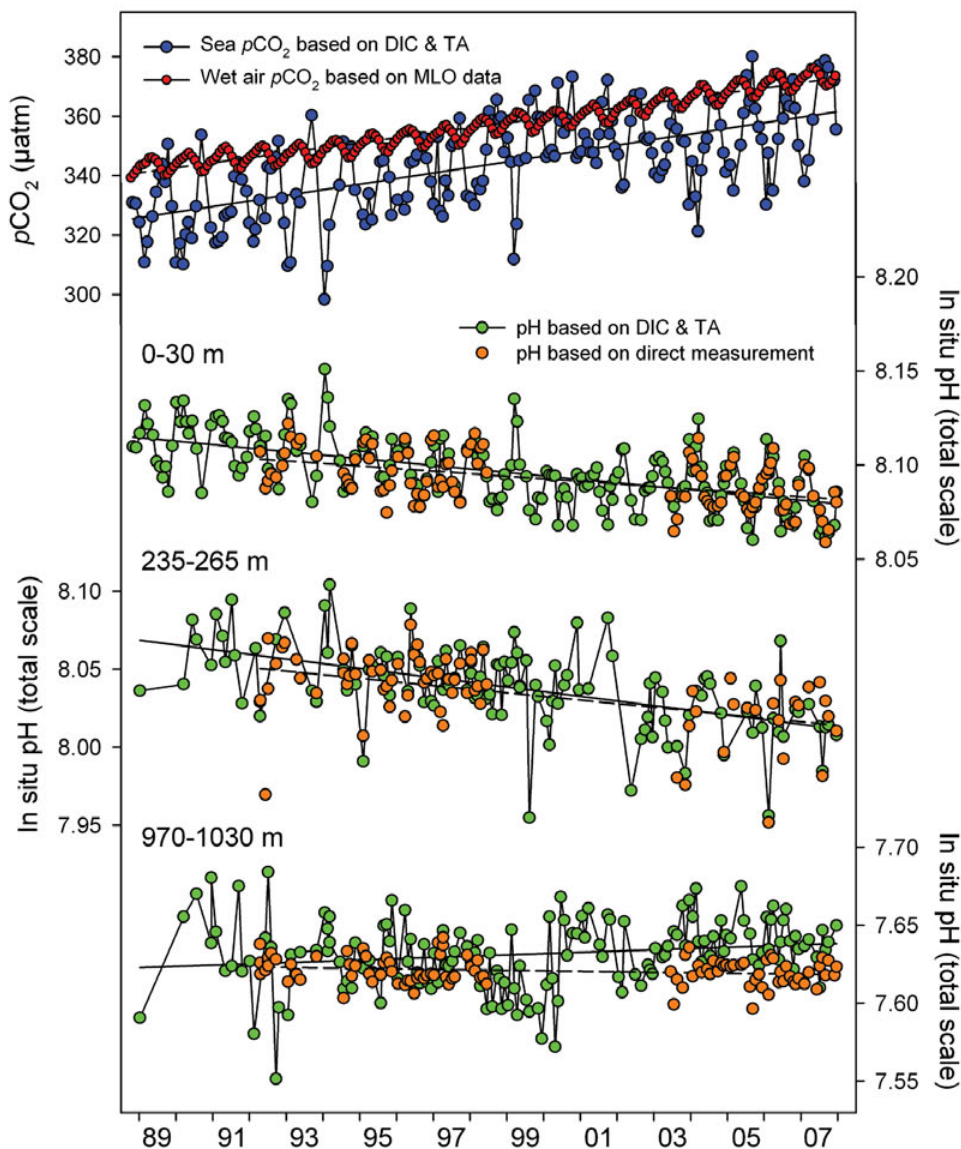 Sea pCO₂ based on DIC & TA
Wet air pCO₂ based on MLO data
380
360
340
320
300
pCO₂ (µatm)
8.20
8.15
8.10
8.05
In situ pH (total scale)
pH based on DIC & TA
pH based on direct measurement
0-30 m
235-265 m
8.10
8.05
8.00
7.95
In situ pH (total scale)
970-1030 m
7.70
7.65
7.60
7.55
In situ pH (total scale)
89 91 93 95 97 99 01 03 05 07